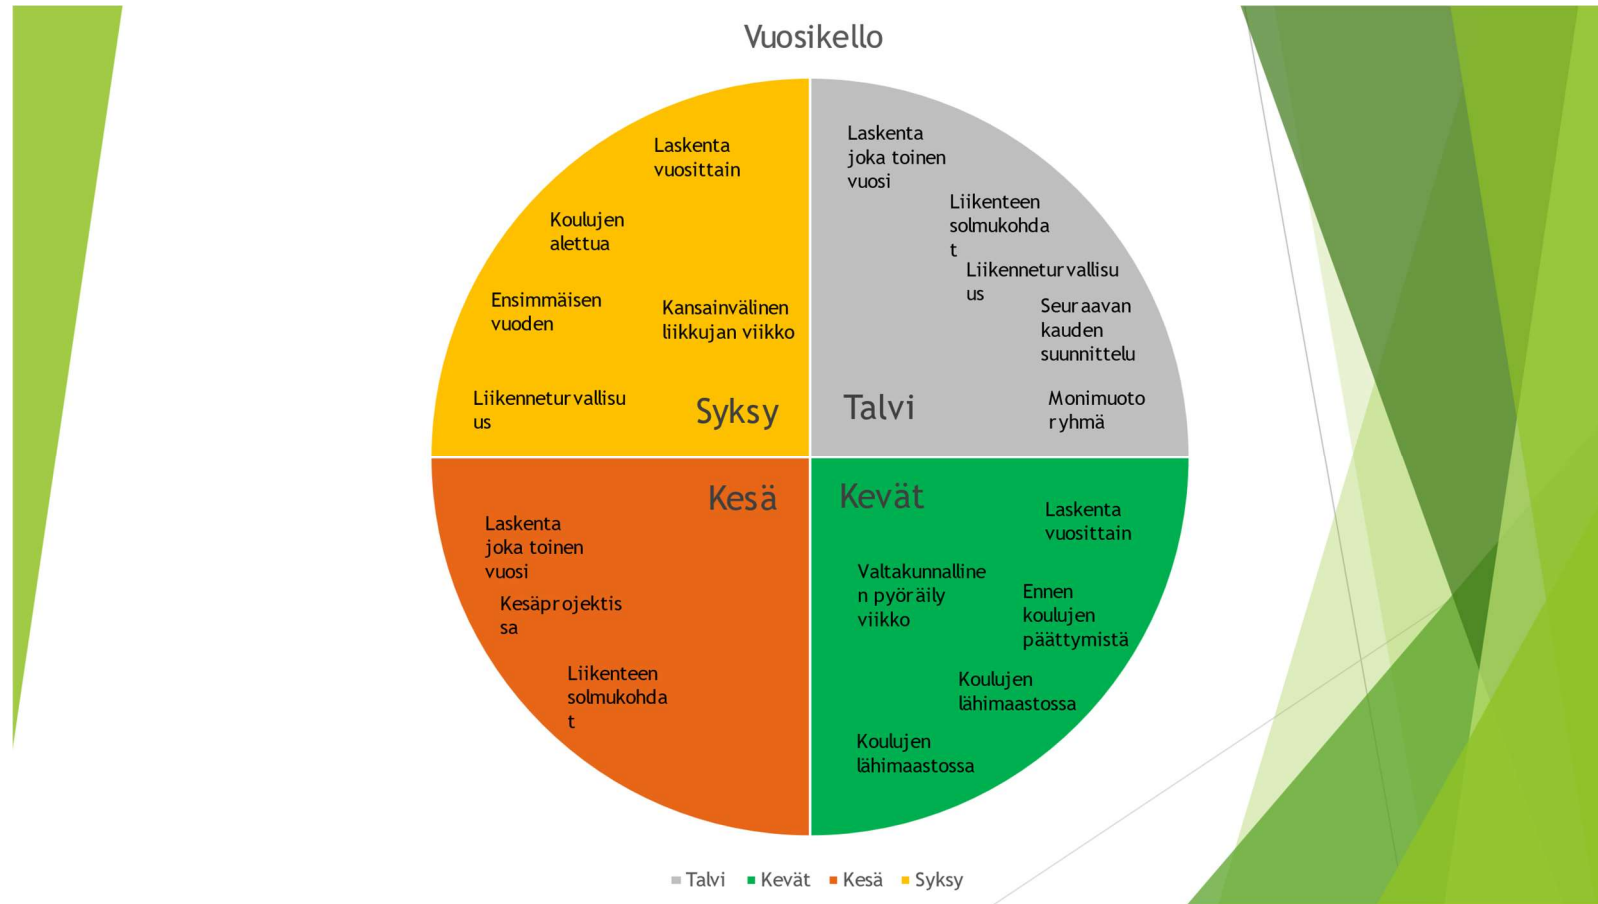 Vuosikello
Laskenta
vuosittain
Koulujen
alettua
Ensimmäisen
vuoden
Kansainvälinen
liikkujan viikko
Liikenneturvallisu
us
Syksy
Laskenta
joka toinen
vuosi
Liikenteen
solmukohda
t
Liikenneturvallisu
us
Seuraavan
kauden
suunnittelu
Monimuoto
ryhmä
Talvi
Kesä
Laskenta
joka toinen
vuosi
Kesäprojektis
sa
Liikenteen
solmukohda
t
Kevät
Laskenta
vuosittain
Valtakunnalline
n pyöräily
viikko
Ennen
koulujen
päättymistä
Koulujen
lähimaastossa
Koulujen
lähimaastossa
Talvi Kevät Kesä Syksy